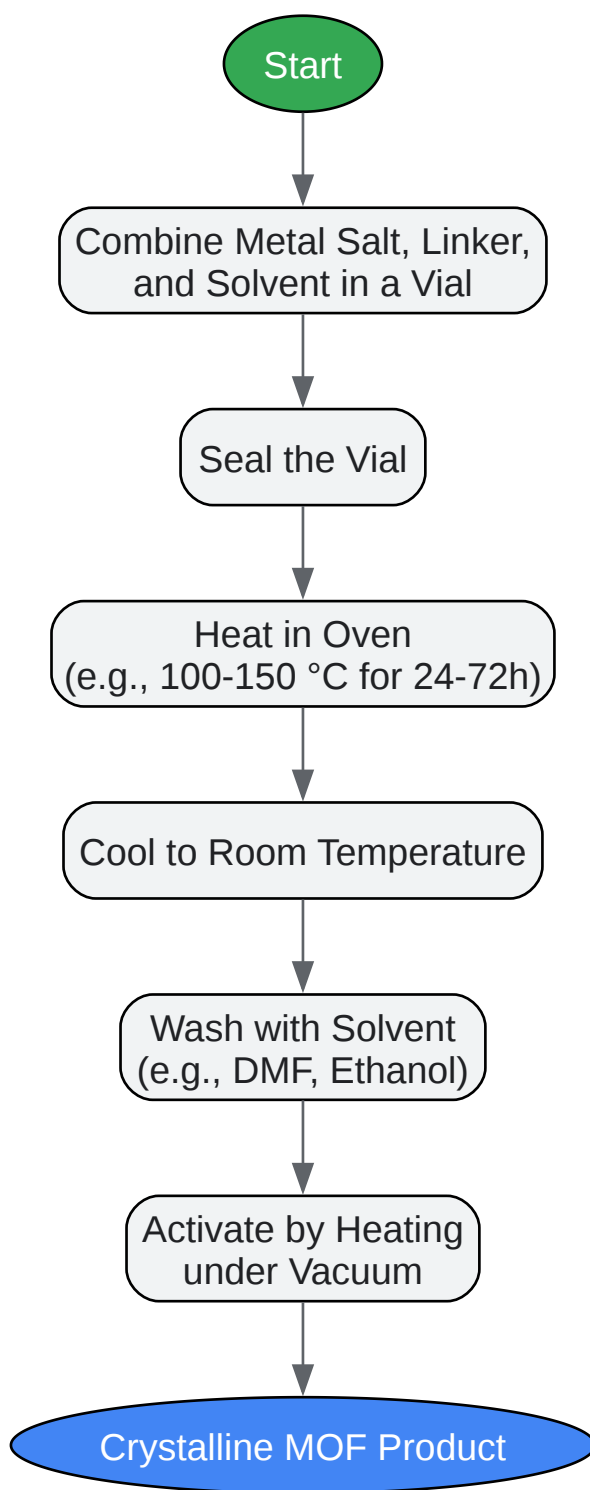 Start
Combine Metal Salt, Linker,
and Solvent in a Vial
Seal the Vial
Heat in Oven
(e.g., 100-150 °C for 24-72h)
Cool to Room Temperature
Wash with Solvent
(e.g., DMF, Ethanol)
Activate by Heating
under Vacuum
Crystalline MOF Product